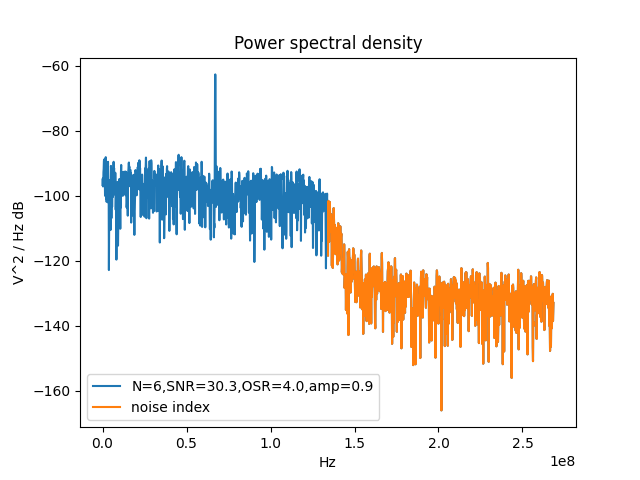 Power spectral density
V^2 / Hz dB
−60
−80
−100
−120
−140
−160
N=6,SNR=30.3,OSR=4.0,amp=0.9
noise index
0.0
0.5
1.0
1.5
2.0
2.5
1e8
Hz